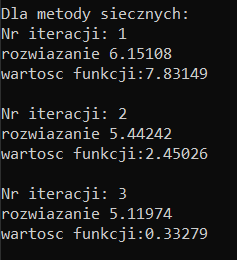 Dla metody siecznych:
Nr iteracji: 1
rozwiazanie 6.15108
wartosc funkcji:7.83149
Nr iteracji: 2
rozwiazanie 5.44242
wartosc funkcji:2.45026
Nr iteracji: 3
rozwiazanie 5.11974
wartosc funkcji:0.33279